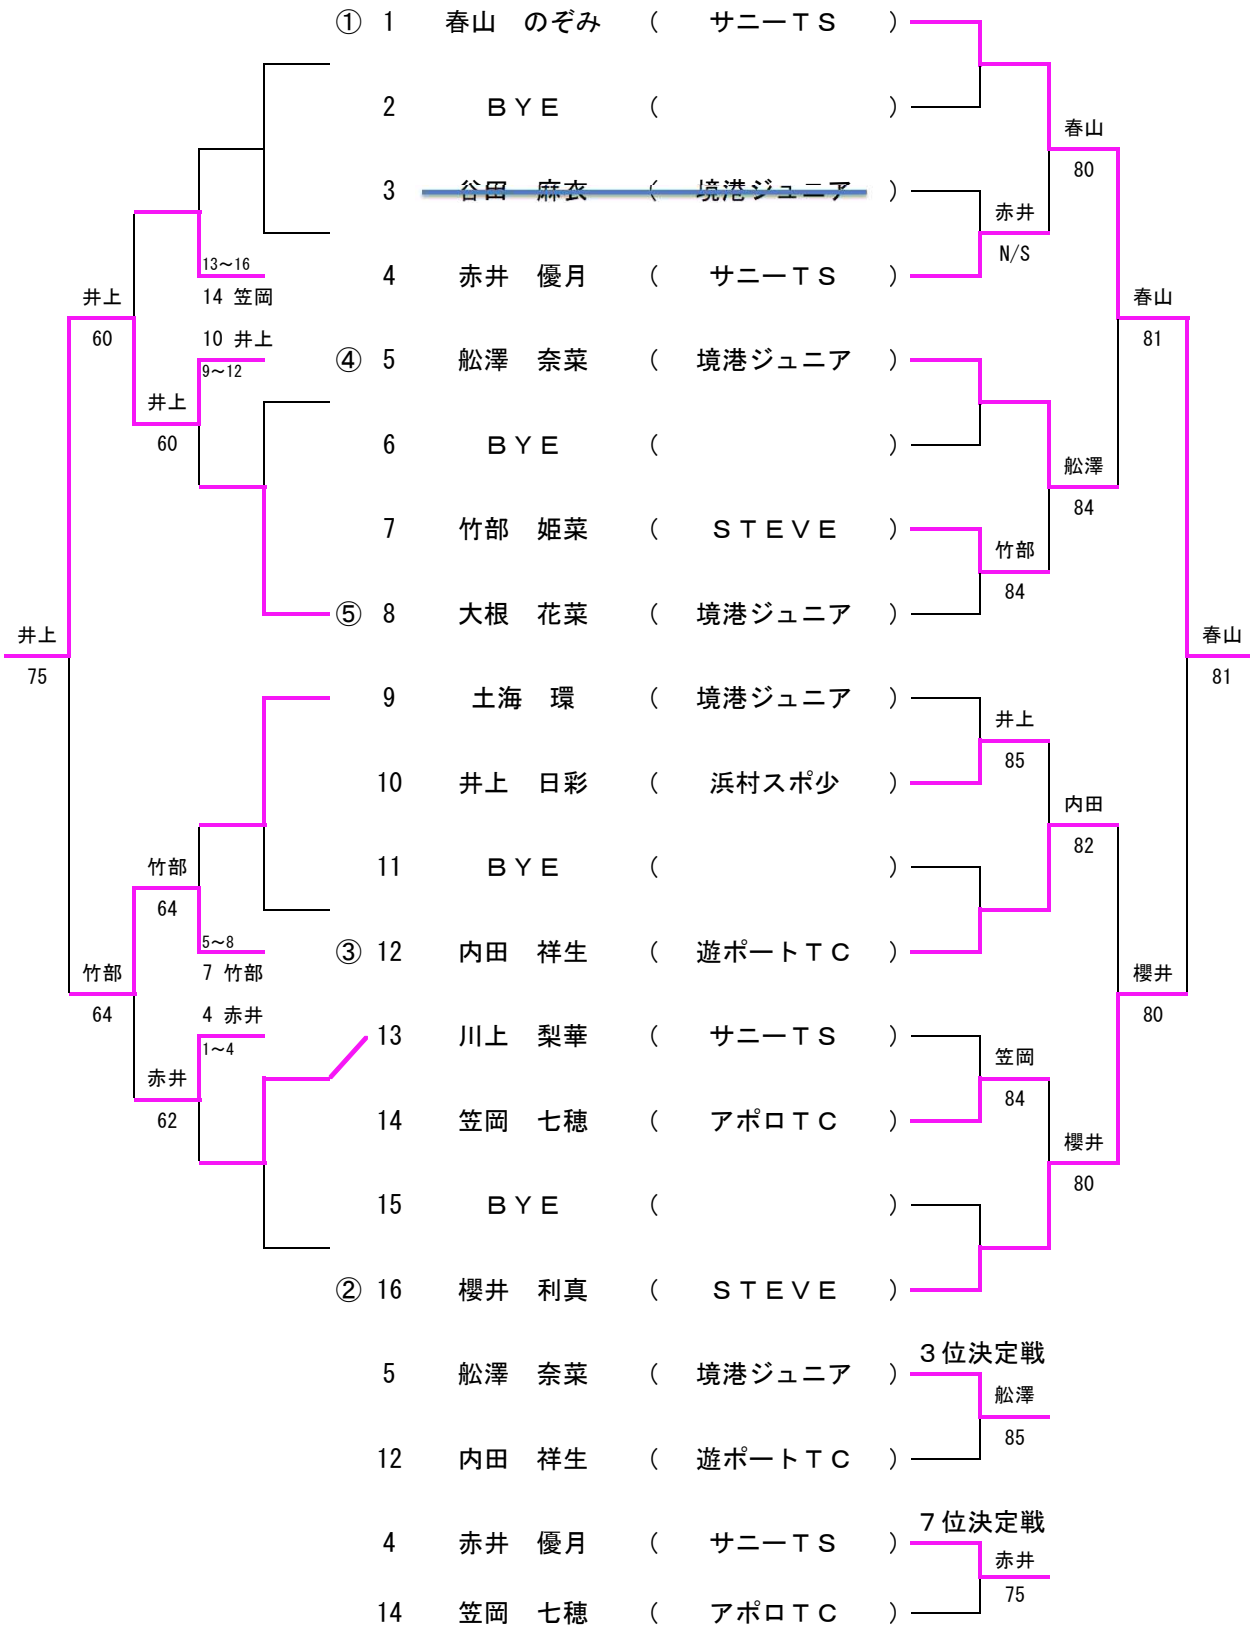 ① 1 春山 のぞみ ( サニーTS )
2 BYE ( )
春山
80
3 谷田 麻衣 ( 境港ジュニア )
赤井
N/S
13~16
4 赤井 優月 ( サニーTS )
14 笠岡
井上
60
春山
81
10 井上
9~12
④ 5 舩澤 奈菜 ( 境港ジュニア )
井上
60
6 BYE ( )
舩澤
84
7 竹部 姫菜 ( STEVE )
竹部
84
⑤ 8 大根 花菜 ( 境港ジュニア )
井上
75
春山
81
9 土海 環 ( 境港ジュニア )
井上
85
10 井上 日彩 ( 浜村スポ少 )
内田
82
11 BYE ( )
竹部
64
5~8
③ 12 内田 祥生 ( 遊ポートTC )
7 竹部
竹部
64
櫻井
80
4 赤井
1~4
13 川上 梨華 ( サニーTS )
笠岡
84
赤井
62
14 笠岡 七穂 ( アポロTC )
櫻井
80
15 BYE ( )
② 16 櫻井 利真 ( STEVE )
3位決定戦
5 舩澤 奈菜 ( 境港ジュニア )
舩澤
85
12 内田 祥生 ( 遊ポートTC )
7位決定戦
4 赤井 優月 ( サニーTS )
赤井
75
14 笠岡 七穂 ( アポロTC )